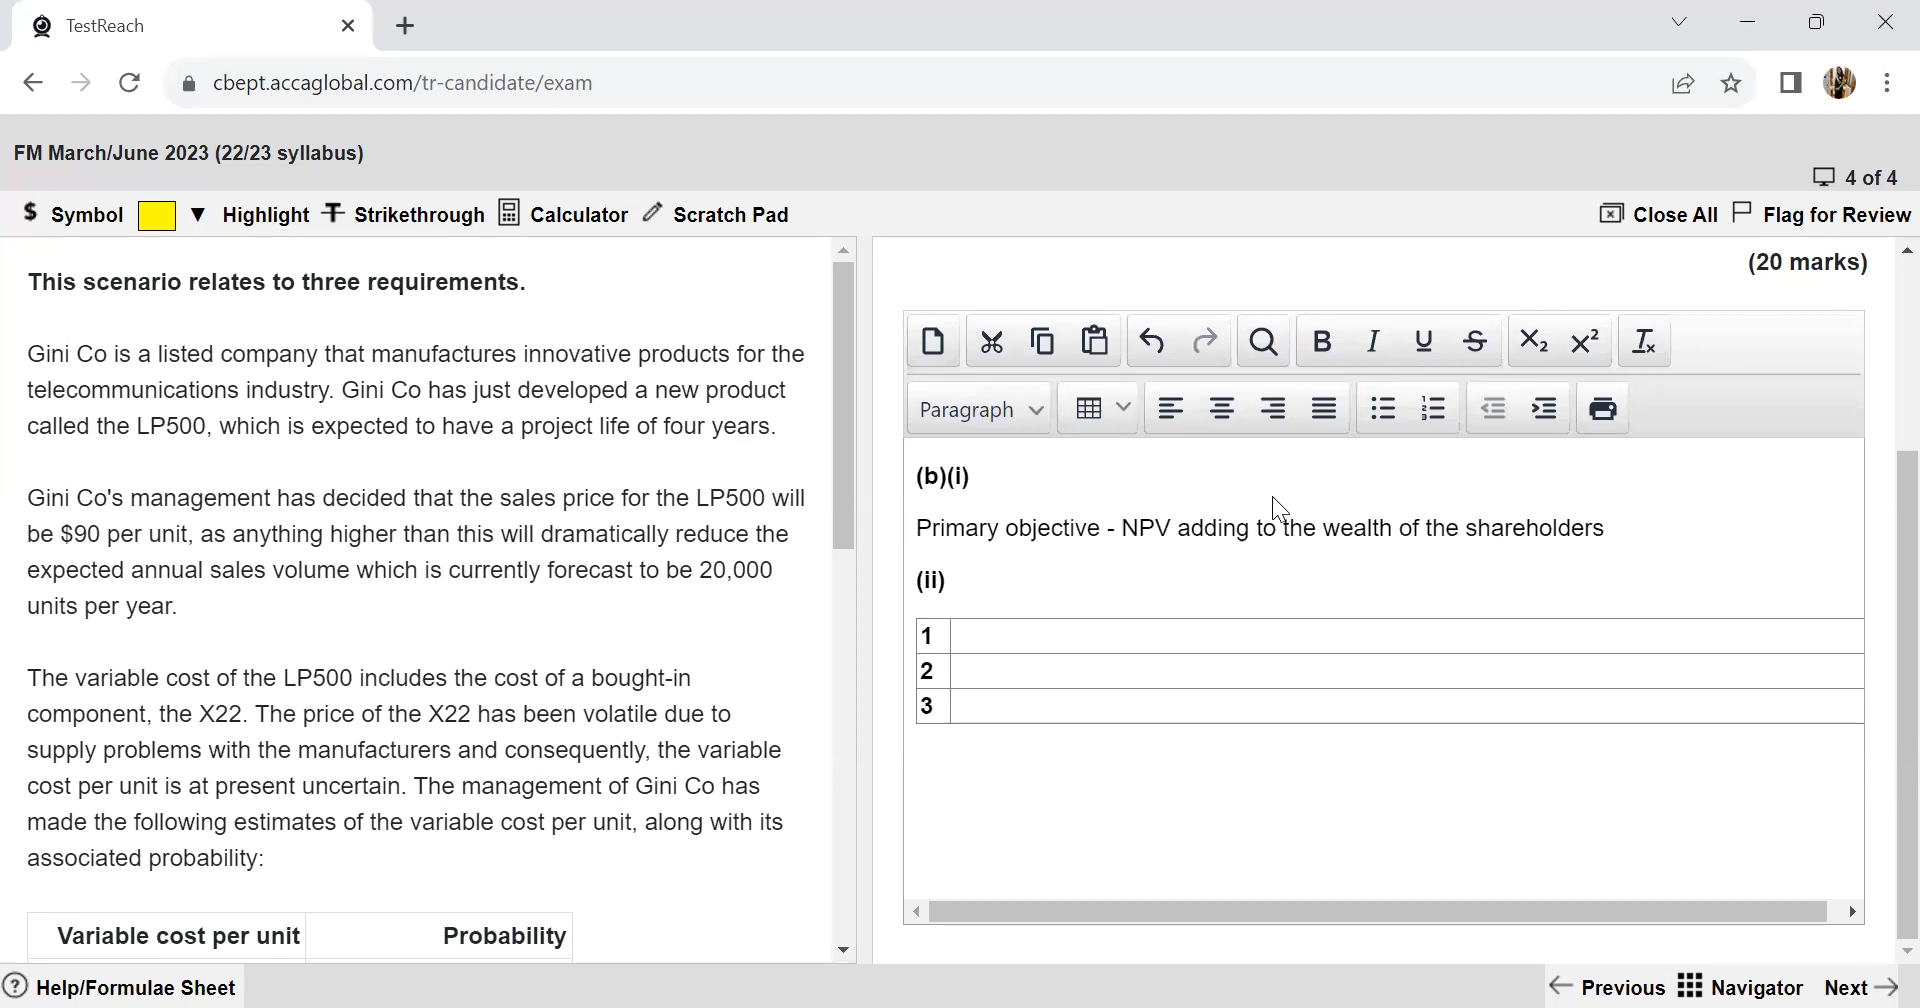 TestReach
cbept.accaglobal.com/tr-candidate/exam
FM March/June 2023 (22/23 syllabus)
4 of 4
$ Symbol Highlight Strikethrough Calculator Scratch Pad Close All Flag for Review
This scenario relates to three requirements.
Gini Co is a listed company that manufactures innovative products for the
telecommunications industry. Gini Co has just developed a new product
called the LP500, which is expected to have a project life of four years.
Gini Co's management has decided that the sales price for the LP500 will
be $90 per unit, as anything higher than this will dramatically reduce the
expected annual sales volume which is currently forecast to be 20,000
units per year.
The variable cost of the LP500 includes the cost of a bought-in
component, the X22. The price of the X22 has been volatile due to
supply problems with the manufacturers and consequently, the variable
cost per unit is at present uncertain. The management of Gini Co has
made the following estimates of the variable cost per unit, along with its
associated probability:
Variable cost per unit Probability
(20 marks)
Paragraph
(b)(i)
Primary objective - NPV adding to the wealth of the shareholders
(ii)
1
2
3
Help/Formulae Sheet
Previous Navigator Next